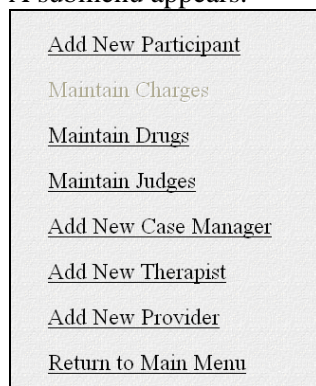 A submenu appears.
Add New Participant
Maintain Charges
Maintain Drugs
Maintain Judges
Add New Case Manager
Add New Therapist
Add New Provider
Return to Main Menu